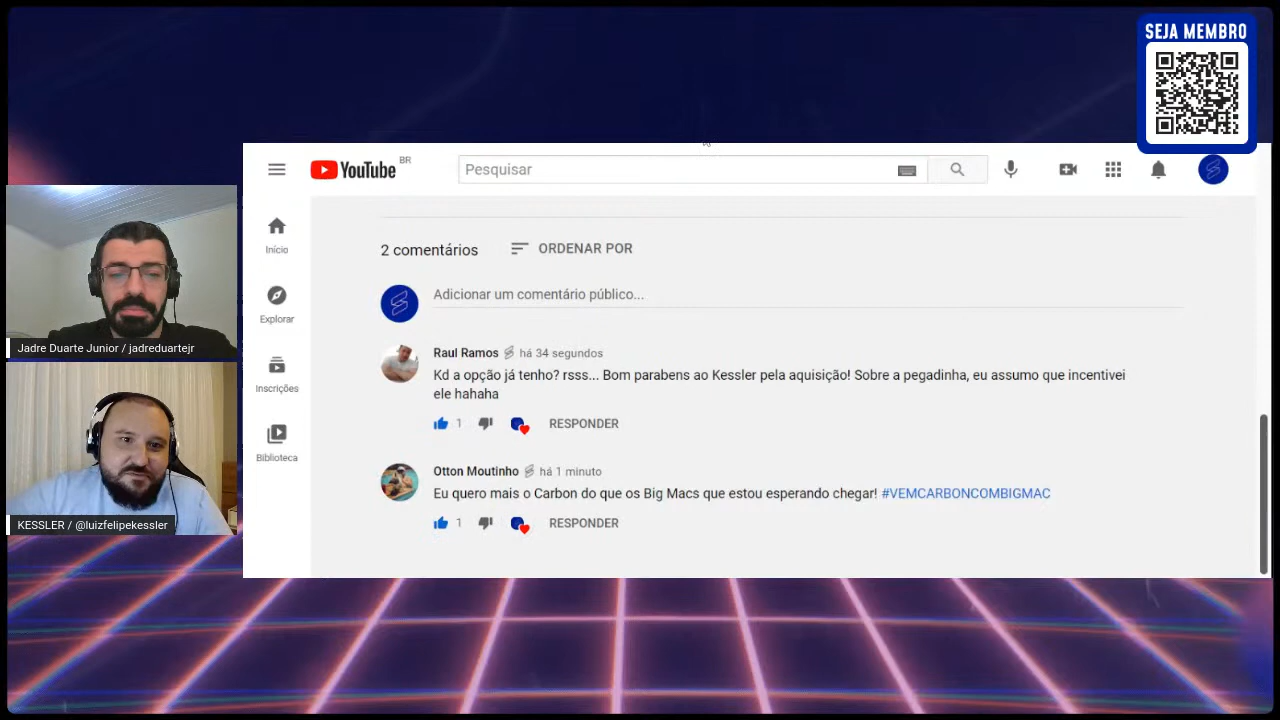 SEJA MEMBRO
YouTube BR
Pesquisar
Início
Explorar
Inscrições
Biblioteca
2 comentários
ORDENAR POR
Adicionar um comentário público...
Raul Ramos há 34 segundos
Kd a opção já tenho? rsss... Bom parabens ao Kessler pela aquisição! Sobre a pegadinha, eu assumo que incentivei
ele hahaha
1 RESPONDER
Otton Moutinho há 1 minuto
Eu quero mais o Carbon do que os Big Macs que estou esperando chegar! #VEMCARBONCOMBIGMAC
1 RESPONDER
Jadre Duarte Junior / jadreduartejr
KESSLER / @luizfelipekessler